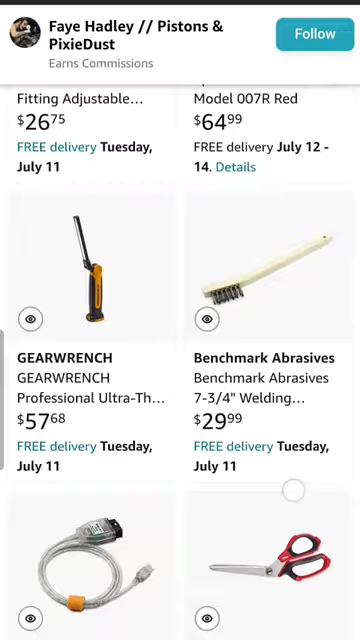 Faye Hadley // Pistons &
PixieDust
Earns Commissions
Follow
Fitting Adjustable…
$26 75
FREE delivery Tuesday,
July 11
Model 007R Red
$64 99
FREE delivery July 12 -
14. Details
GEARWRENCH
GEARWRENCH
Professional Ultra-Th…
$57 68
FREE delivery Tuesday,
July 11
Benchmark Abrasives
Benchmark Abrasives
7-3/4" Welding…
$29 99
FREE delivery Tuesday,
July 11